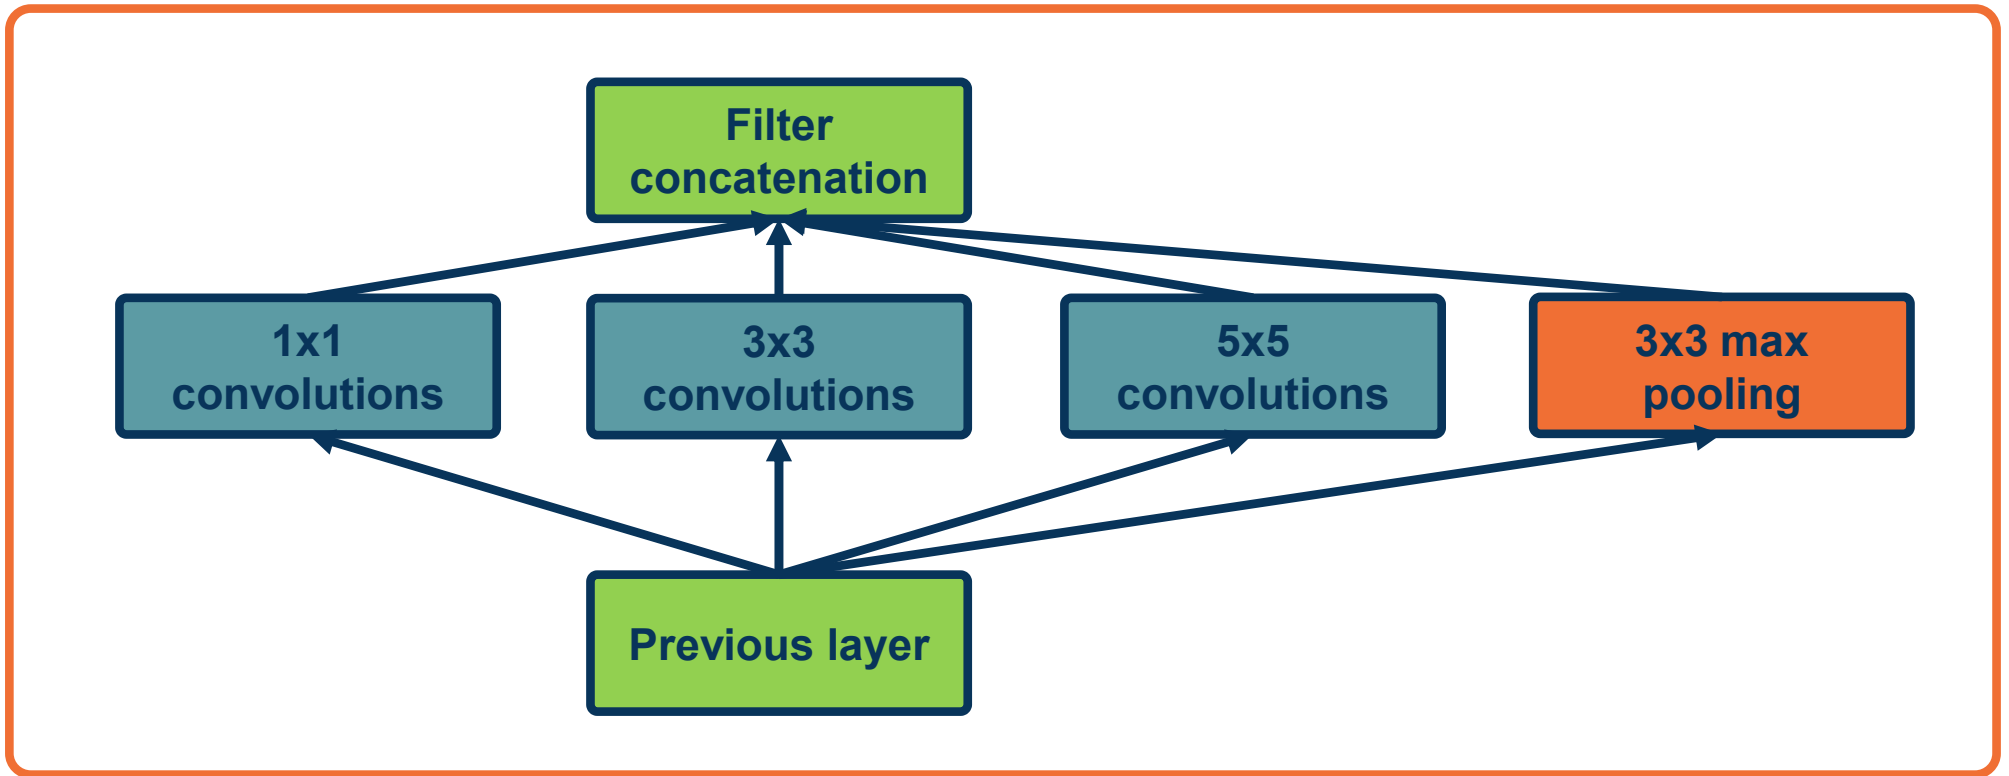 Filter
concatenation
1x1
convolutions
3x3
convolutions
5x5
convolutions
3x3 max
pooling
Previous layer